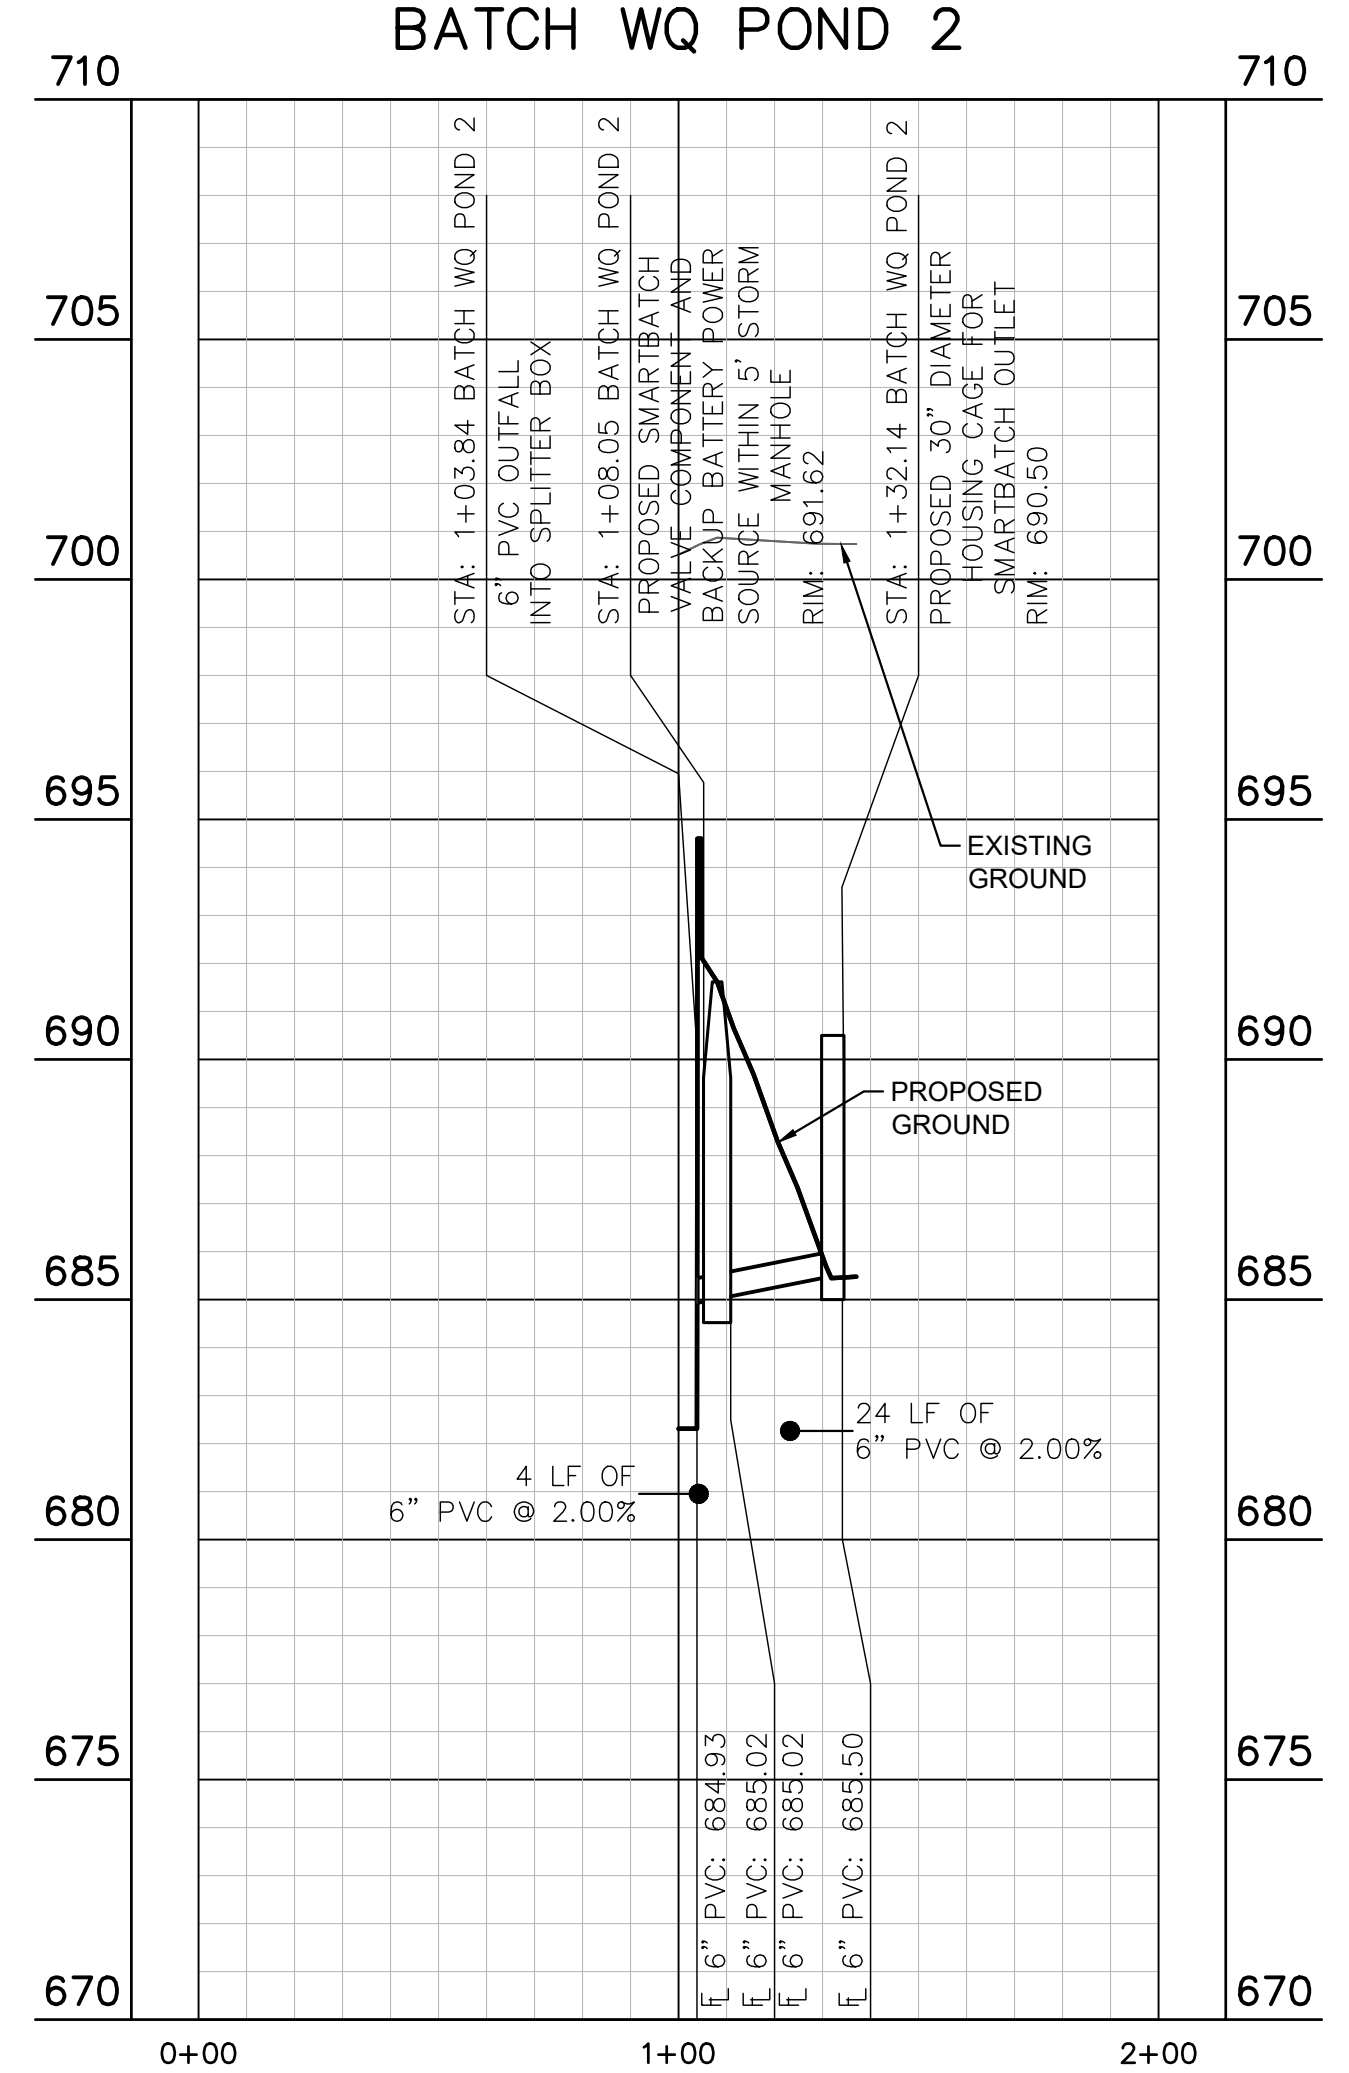 BATCH WQ POND 2
710
710
705
705
700
700
695
695
690
690
685
685
680
680
675
675
670
670
STA: 1+03.84 BATCH WQ POND 2
6" PVC OUTFALL
INTO SPLITTER BOX
STA: 1+08.05 BATCH WQ POND 2
PROPOSED SMARTBATCH
VALVE COMPONENT AND
BACKUP BATTERY POWER
SOURCE WITHIN 5' STORM
MANHOLE
RIM: 691.62
STA: 1+32.14 BATCH WQ POND 2
PROPOSED 30" DIAMETER
HOUSING CAGE FOR
SMARTBATCH OUTLET
RIM: 690.50
EXISTING
GROUND
PROPOSED
GROUND
24 LF OF
6" PVC @ 2.00%
4 LF OF
6" PVC @ 2.00%
FL 6" PVC: 684.93
FL 6" PVC: 685.02
FL 6" PVC: 685.02
FL 6" PVC: 685.50
0+00
1+00
2+00